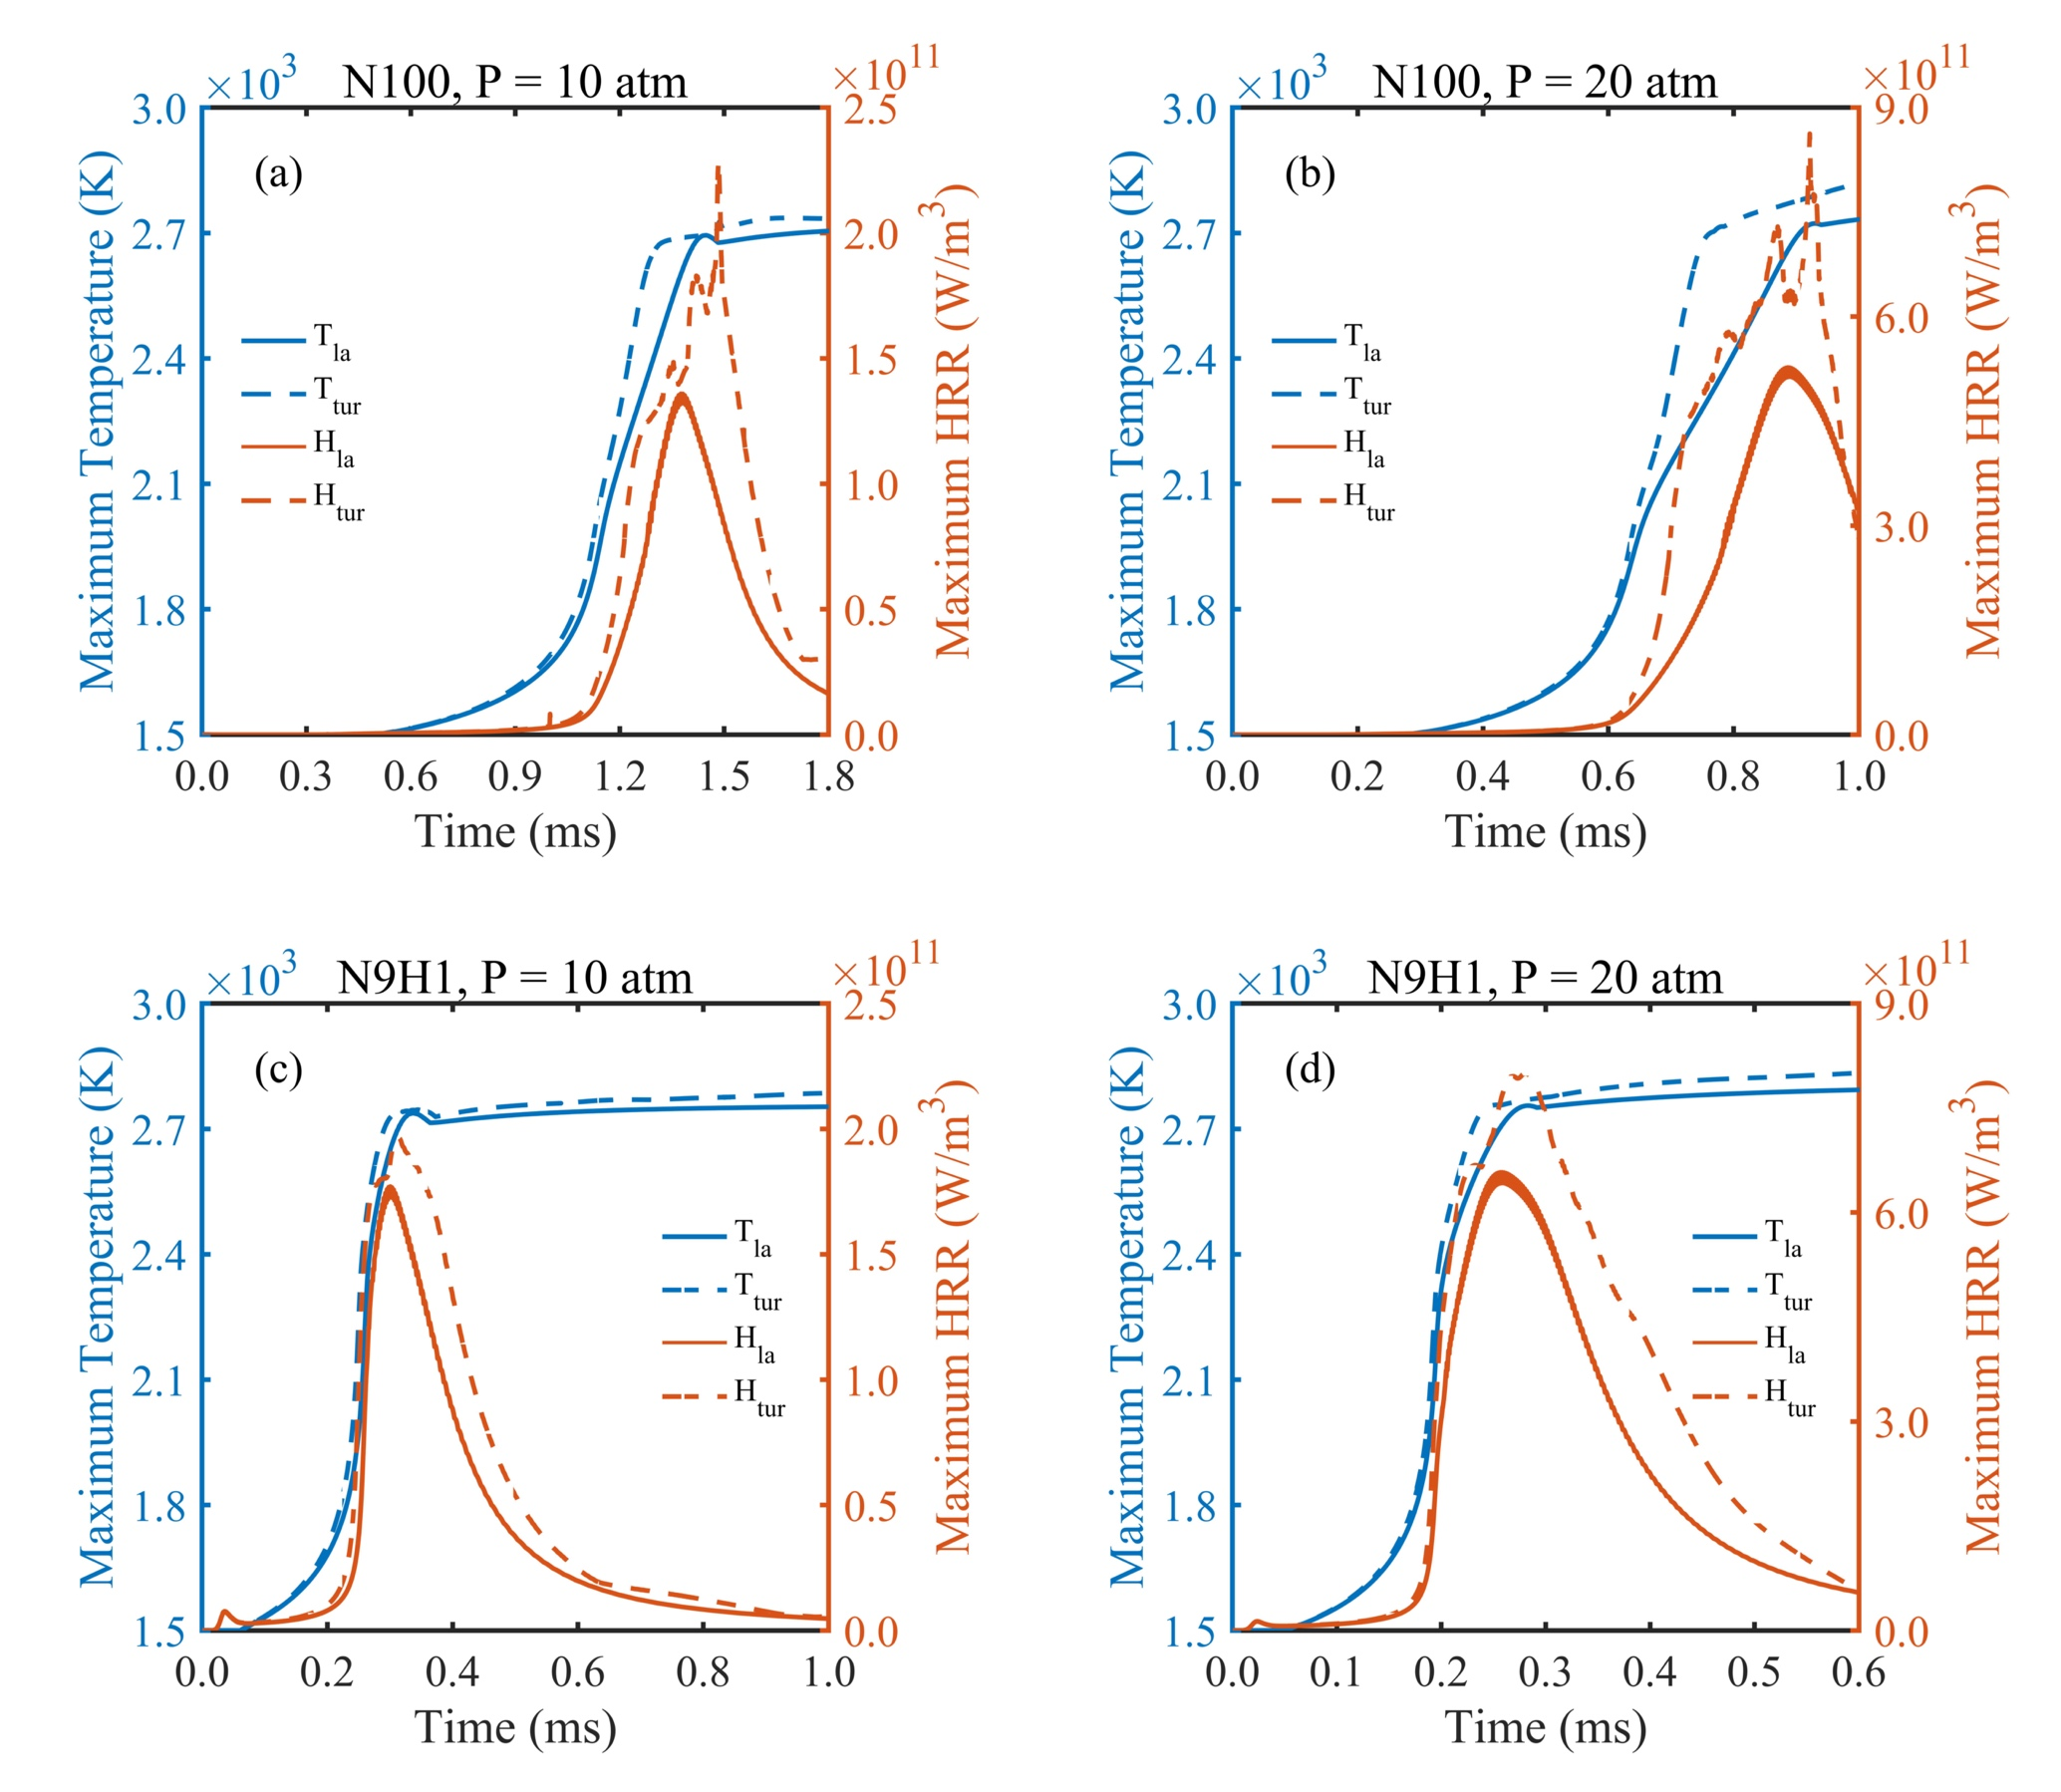 ×10³ N100, P = 10 atm ×10¹¹
(a)
Maximum Temperature (K)
3.0
2.7
2.4
2.1
1.8
1.5
T_la
T_tur
H_la
H_tur
2.5
2.0
1.5
1.0
0.5
0.0
Maximum HRR (W/m³)
0.0 0.3 0.6 0.9 1.2 1.5 1.8
Time (ms)
×10³ N100, P = 20 atm ×10¹¹
(b)
Maximum Temperature (K)
3.0
2.7
2.4
2.1
1.8
1.5
T_la
T_tur
H_la
H_tur
9.0
6.0
3.0
0.0
Maximum HRR (W/m³)
0.0 0.2 0.4 0.6 0.8 1.0
Time (ms)
×10³ N9H1, P = 10 atm ×10¹¹
(c)
Maximum Temperature (K)
3.0
2.7
2.4
2.1
1.8
1.5
T_la
T_tur
H_la
H_tur
2.5
2.0
1.5
1.0
0.5
0.0
Maximum HRR (W/m³)
0.0 0.2 0.4 0.6 0.8 1.0
Time (ms)
×10³ N9H1, P = 20 atm ×10¹¹
(d)
Maximum Temperature (K)
3.0
2.7
2.4
2.1
1.8
1.5
T_la
T_tur
H_la
H_tur
9.0
6.0
3.0
0.0
Maximum HRR (W/m³)
0.0 0.1 0.2 0.3 0.4 0.5 0.6
Time (ms)